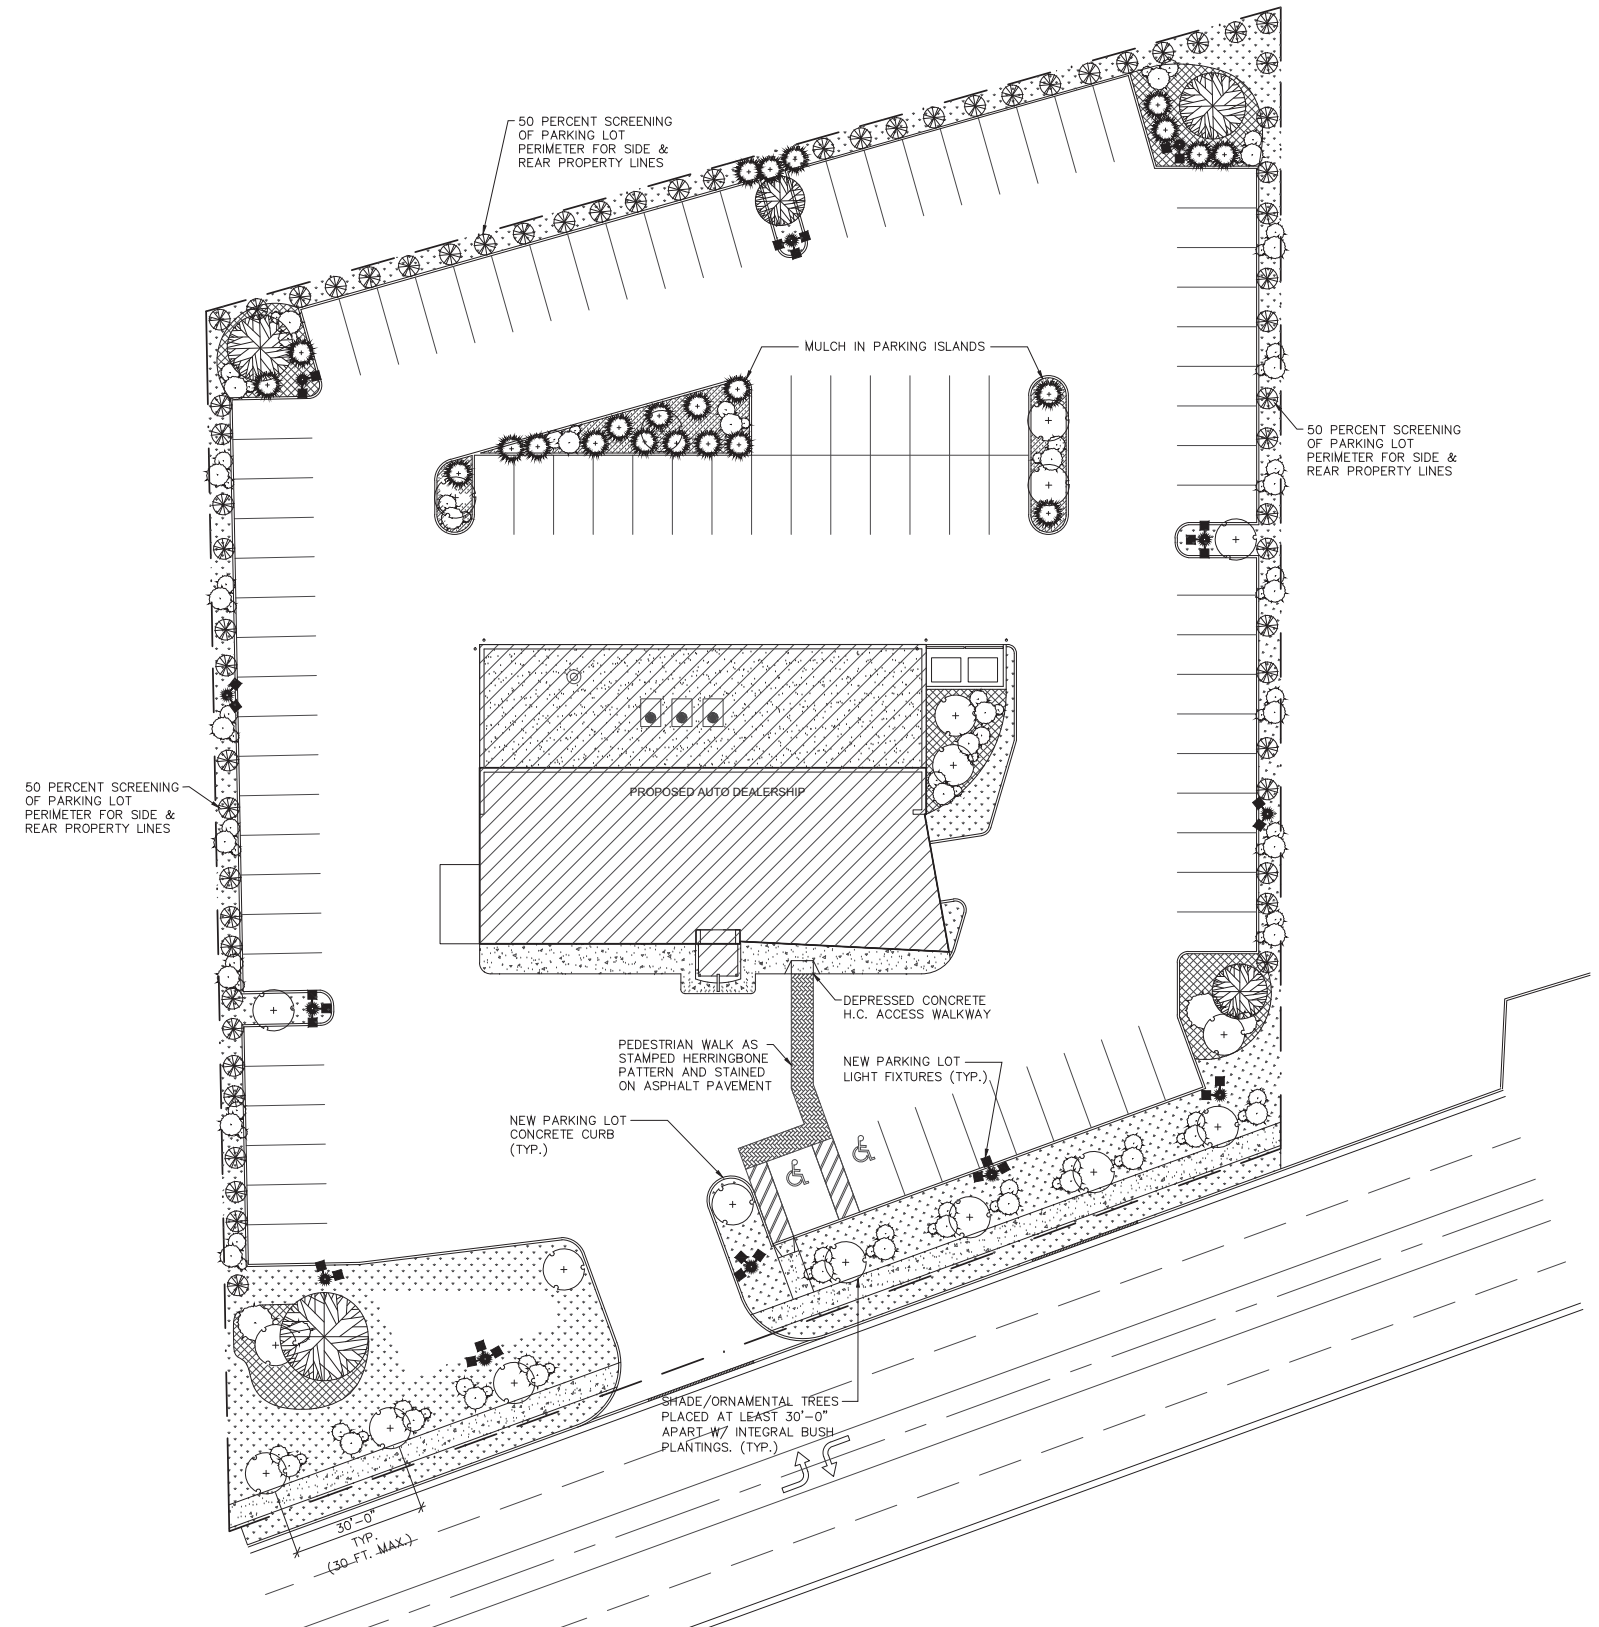 50 PERCENT SCREENING
OF PARKING LOT
PERIMETER FOR SIDE &
REAR PROPERTY LINES
MULCH IN PARKING ISLANDS
50 PERCENT SCREENING
OF PARKING LOT
PERIMETER FOR SIDE &
REAR PROPERTY LINES
50 PERCENT SCREENING
OF PARKING LOT
PERIMETER FOR SIDE &
REAR PROPERTY LINES
PROPOSED AUTO DEALERSHIP
DEPRESSED CONCRETE
H.C. ACCESS WALKWAY
PEDESTRIAN WALK AS
STAMPED HERRINGBONE
PATTERN AND STAINED
ON ASPHALT PAVEMENT
NEW PARKING LOT
LIGHT FIXTURES (TYP.)
NEW PARKING LOT
CONCRETE CURB
(TYP.)
SHADE/ORNAMENTAL TREES
PLACED AT LEAST 30'-0"
APART W/ INTEGRAL BUSH
PLANTINGS. (TYP.)
30'-0"
TYP.
(30 FT. MAX.)